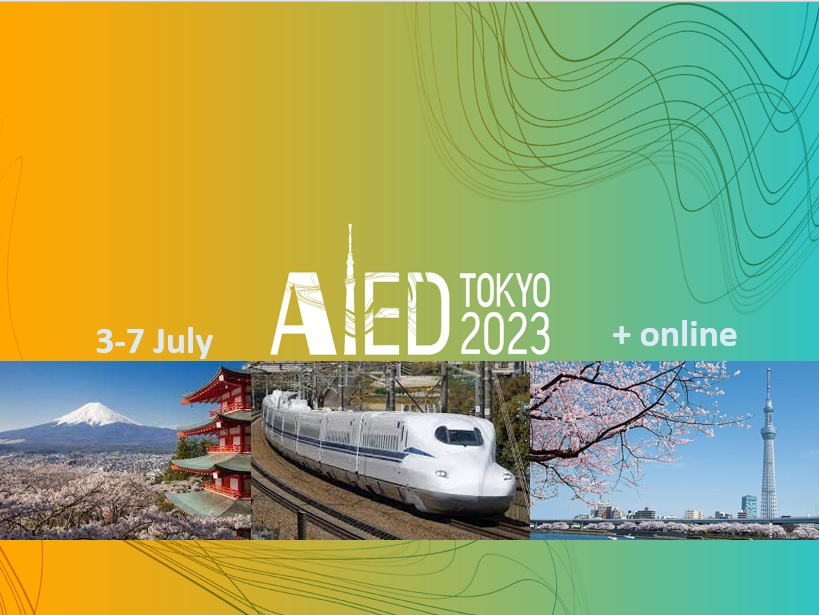 AIED TOKYO
2023
3-7 July
+ online